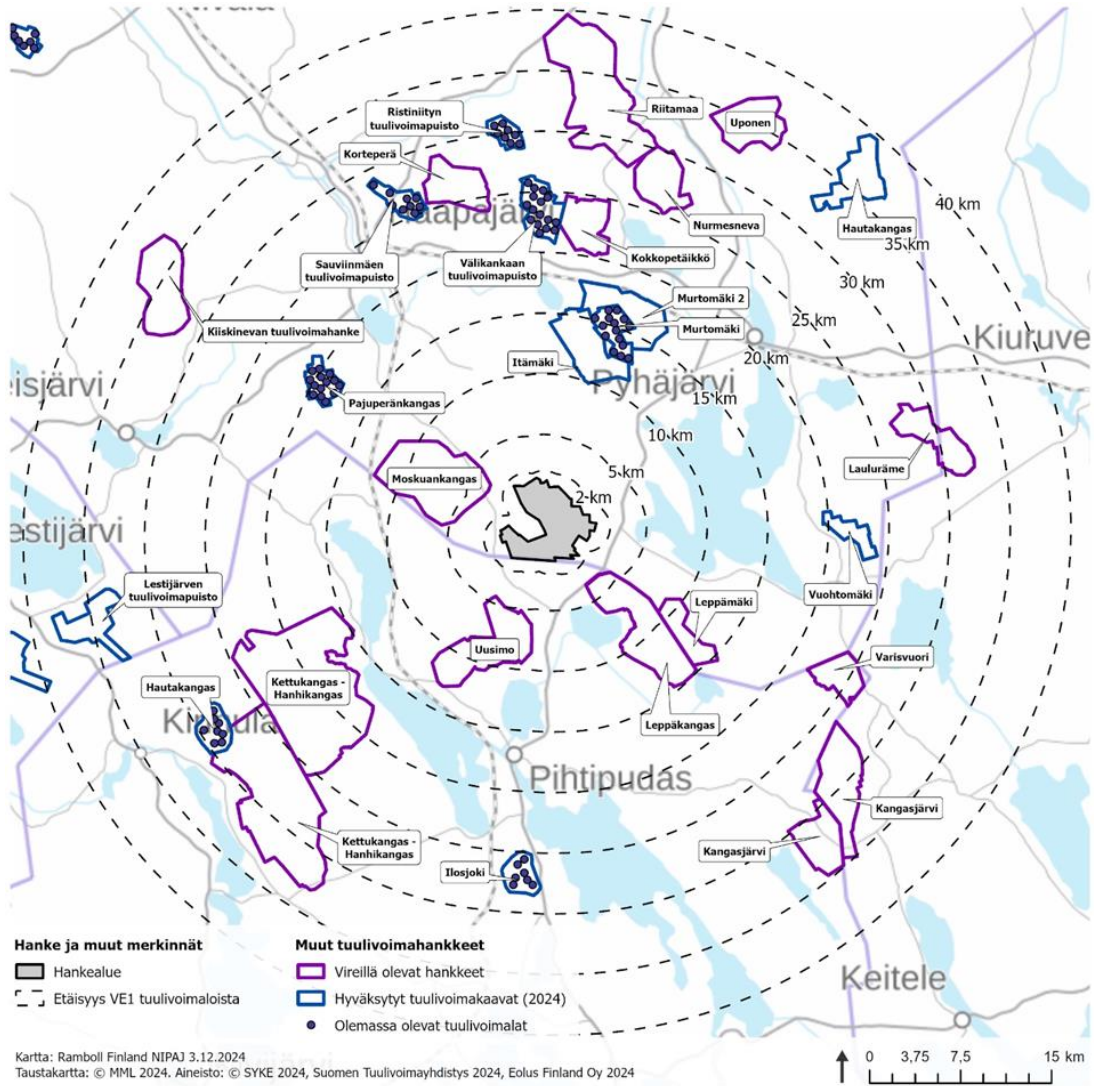 Nivala
Ristiniityn
tuulivoimapuisto
Riitamaa
Uponen
Korteperä
40 km
Haapajärvi
Nurmesneva
Hautakangas
35 km
Sauviinmäen
tuulivoimapuisto
Välikankaan
tuulivoimapuisto
Kokkopetäikkö
30 km
Kiiskinevan tuulivoimahanke
Murtomäki 2
Murtomäki
25 km
Kiuruve
Itämäki
20 km
eisjärvi
Pyhäjärvi
Pajuperänkangas
15 km
10 km
Moskuankangas
5 km
Lauluräme
2 km
estijärvi
Lestijärven
tuulivoimapuisto
Leppämäki
Vuohtomäki
Uusimo
Varisvuori
Hautakangas
Kettukangas -
Hanhikangas
Kinnula
Leppäkangas
Pihtipudas
Kangasjärvi
Kettukangas -
Hanhikangas
Kangasjärvi
Ilosjoki
Hanke ja muut merkinnät
Hankealue
Etäisyys VE1 tuulivoimaloista
Muut tuulivoimahankkeet
Vireillä olevat hankkeet
Hyväksytyt tuulivoimakaavat (2024)
Olemassa olevat tuulivoimalat
Keitele
Kartta: Ramboll Finland NIPAJ 3.12.2024
Taustakartta: © MML 2024. Aineisto: © SYKE 2024, Suomen Tuulivoimayhdistys 2024, Eolus Finland Oy 2024
0 3,75 7,5 15 km